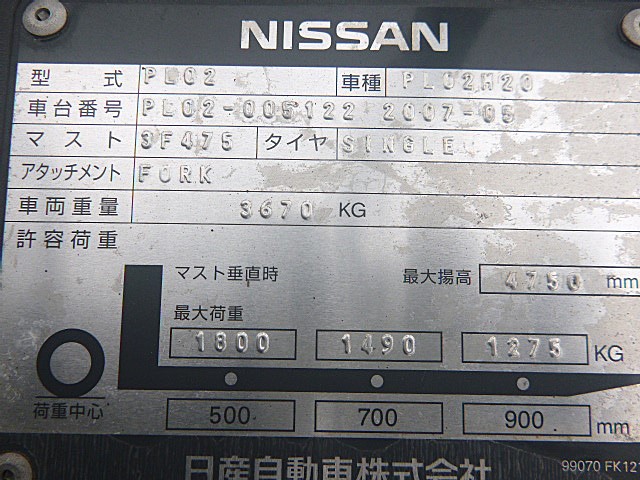 NISSAN
型式 PL02 車種 PL02M20
車台番号 PL02-005122 2007-05
マスト 3F475 タイヤ SINGLE
アタッチメント FORK
車両重量 3670 KG
許容荷重
マスト垂直時 最大揚高 4750 mm
最大荷重
1800 1490 1275 KG
荷重中心 500 700 900 mm
日産自動車株式会社 99070 FK121